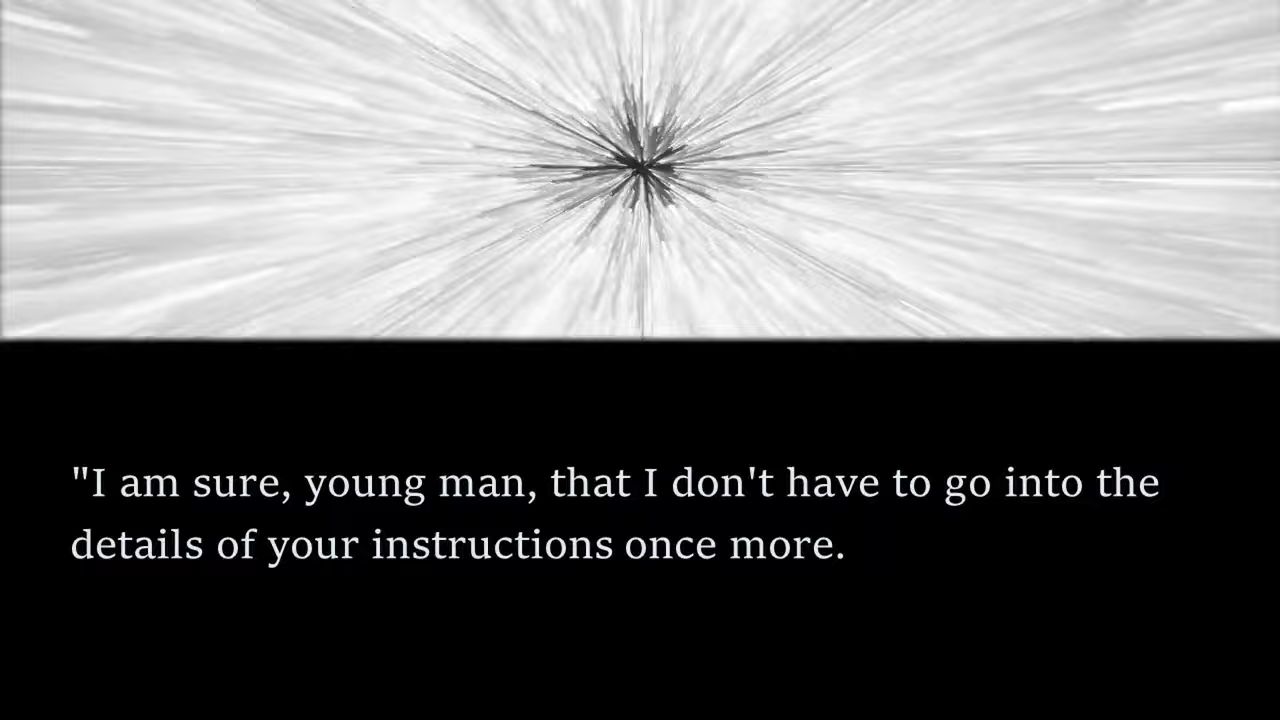 "I am sure, young man, that I don't have to go into the
details of your instructions once more.